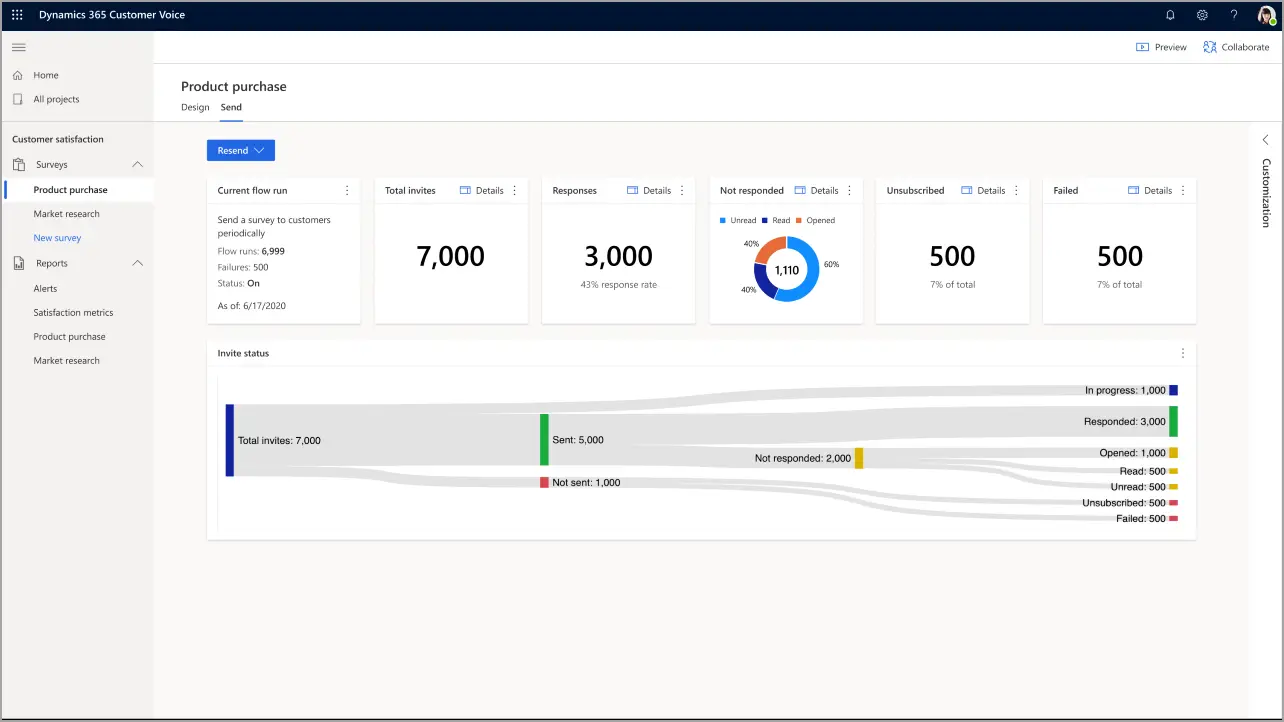 Dynamics 365 Customer Voice
?
Preview
Collaborate
Home
All projects
Customer satisfaction
Surveys
Product purchase
Market research
New survey
Reports
Alerts
Satisfaction metrics
Product purchase
Market research
Product purchase
Design
Send
Resend
Current flow run
Send a survey to customers
periodically
Flow runs: 6,999
Failures: 500
Status: On
As of: 6/17/2020
Total invites
Details
7,000
Responses
Details
3,000
43% response rate
Not responded
Details
Unread
Read
Opened
40%
60%
1,110
40%
Unsubscribed
Details
500
7% of total
Failed
Details
500
7% of total
Customization
Invite status
Total invites: 7,000
Sent: 5,000
Not sent: 1,000
Not responded: 2,000
In progress: 1,000
Responded: 3,000
Opened: 1,000
Read: 500
Unread: 500
Unsubscribed: 500
Failed: 500